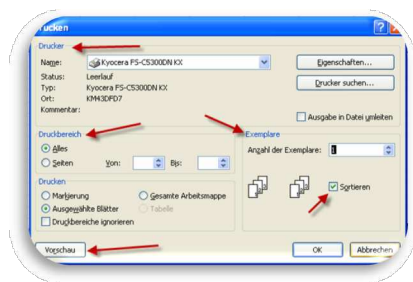 Drucken
Drucker
Name: Kyocera FS-C5300DN KX
Eigenschaften...
Status: Leerlauf
Typ: Kyocera FS-C5300DN KX
Drucker suchen...
Ort: KM43DFD7
Kommentar:
Ausgabe in Datei umleiten
Druckbereich
Alles
Seiten Von: Bis:
Exemplare
Anzahl der Exemplare: 1
Sortieren
Drucken
Markierung Gesamte Arbeitsmappe
Ausgewählte Blätter Tabelle
Druckbereiche ignorieren
Vorschau OK Abbrechen